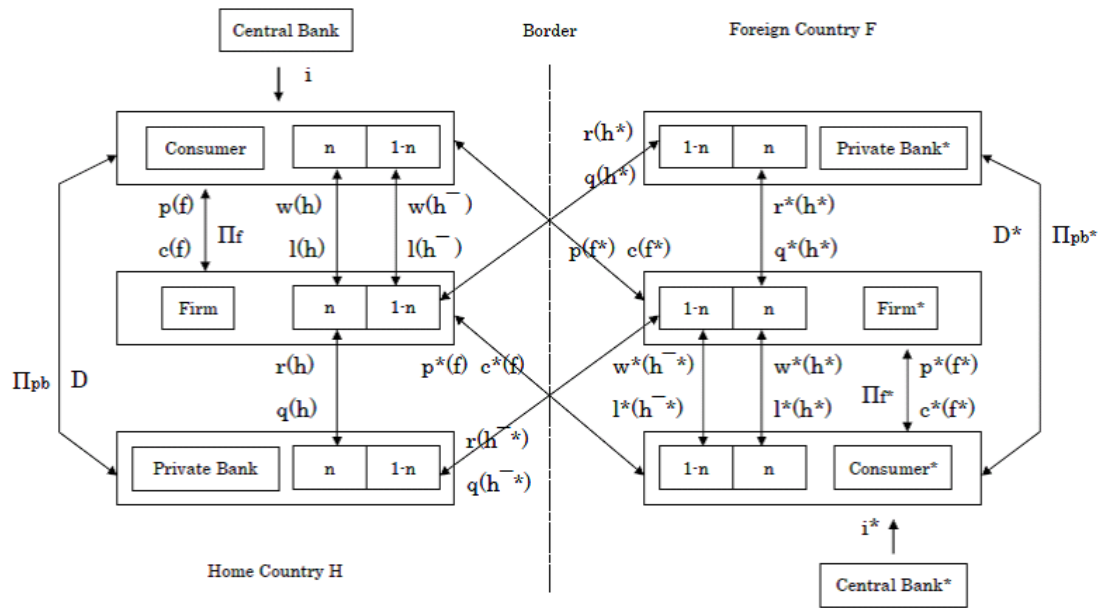 Central Bank
Border
Foreign Country F
i
Consumer
n
1-n
r(h*)
q(h*)
1-n
n
Private Bank*
p(f)
c(f)
Πf
w(h)
l(h)
w(h¯)
l(h¯)
p(f*) c(f*)
r*(h*)
q*(h*)
D*
Πpb*
Firm
n
1-n
1-n
n
Firm*
Πpb
D
r(h)
q(h)
p*(f) c*(f)
w*(h¯*)
l*(h¯*)
w*(h*)
l*(h*)
Πf*
p*(f*)
c*(f*)
Private Bank
n
1-n
r(h¯*)
q(h¯*)
1-n
n
Consumer*
i*
Home Country H
Central Bank*